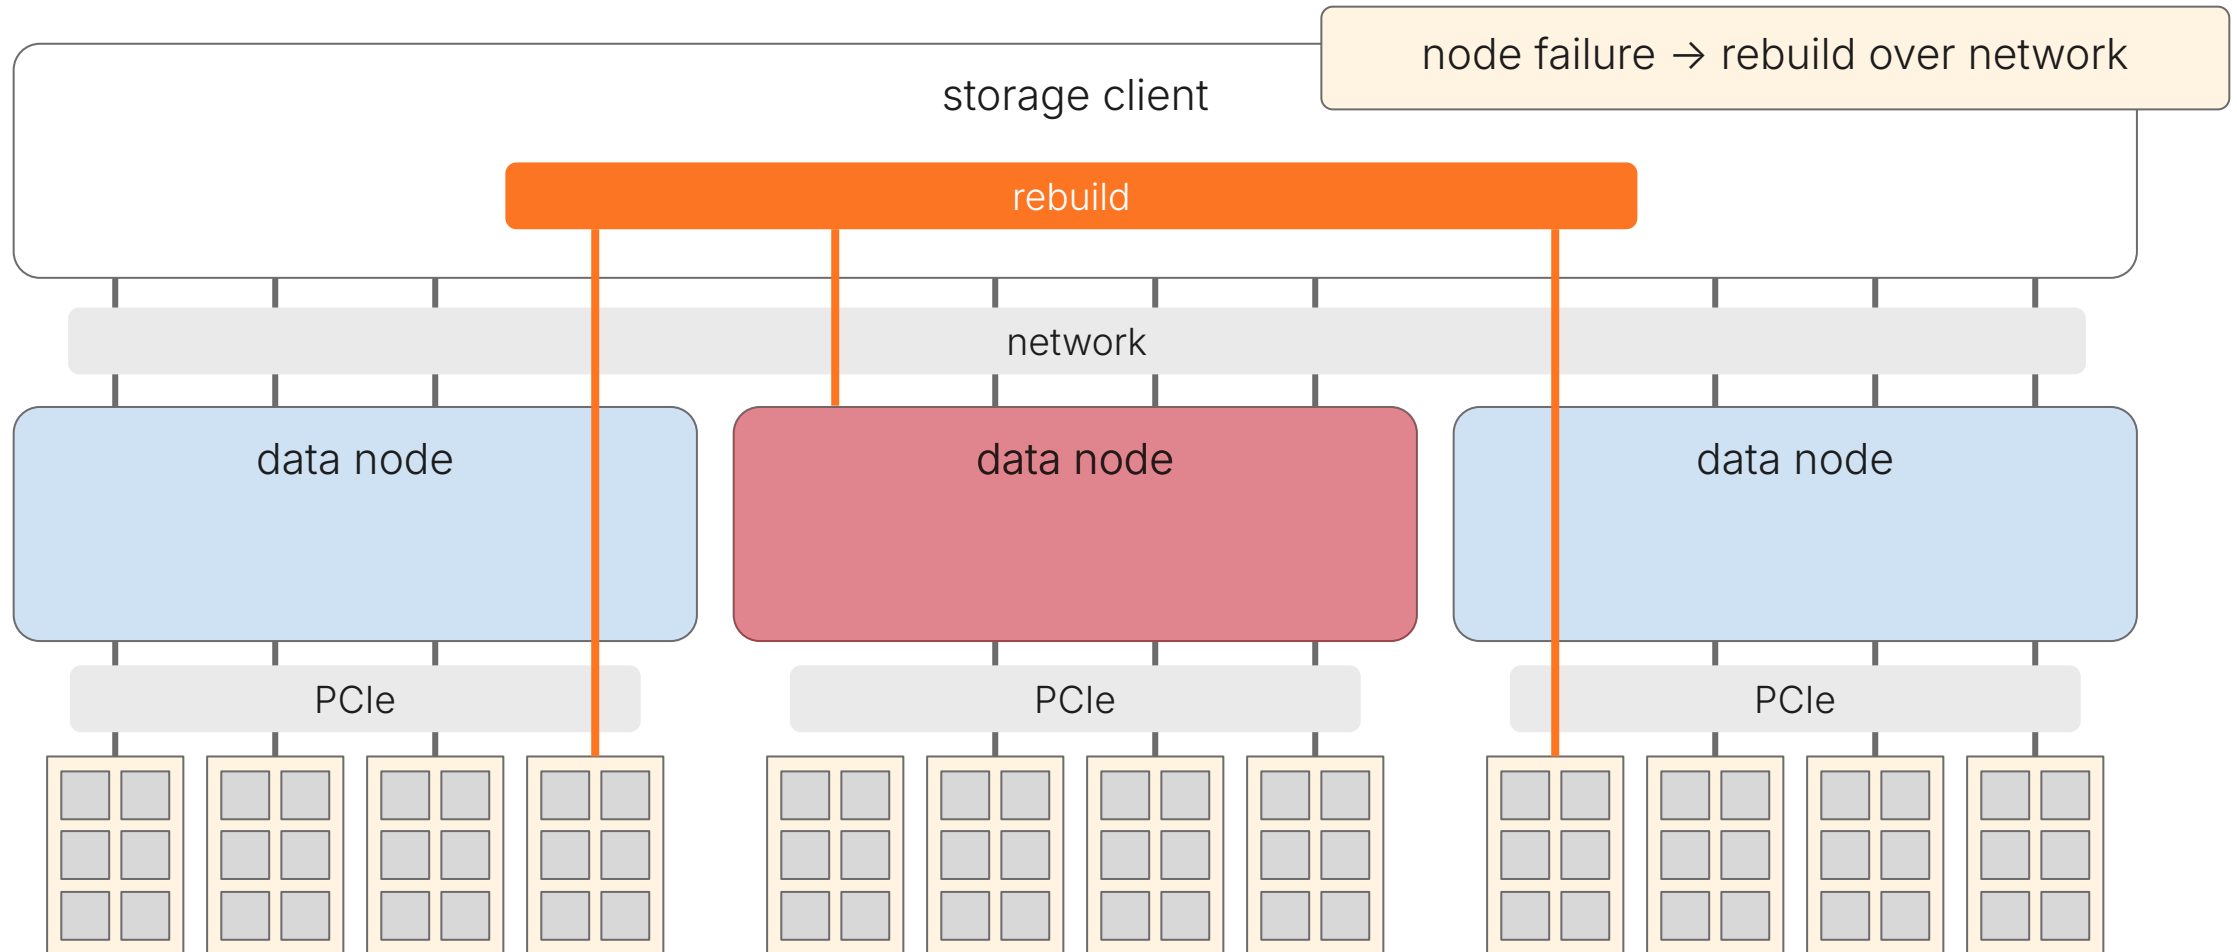 node failure → rebuild over network
storage client
rebuild
network
data node
data node
data node
PCIe
PCIe
PCIe